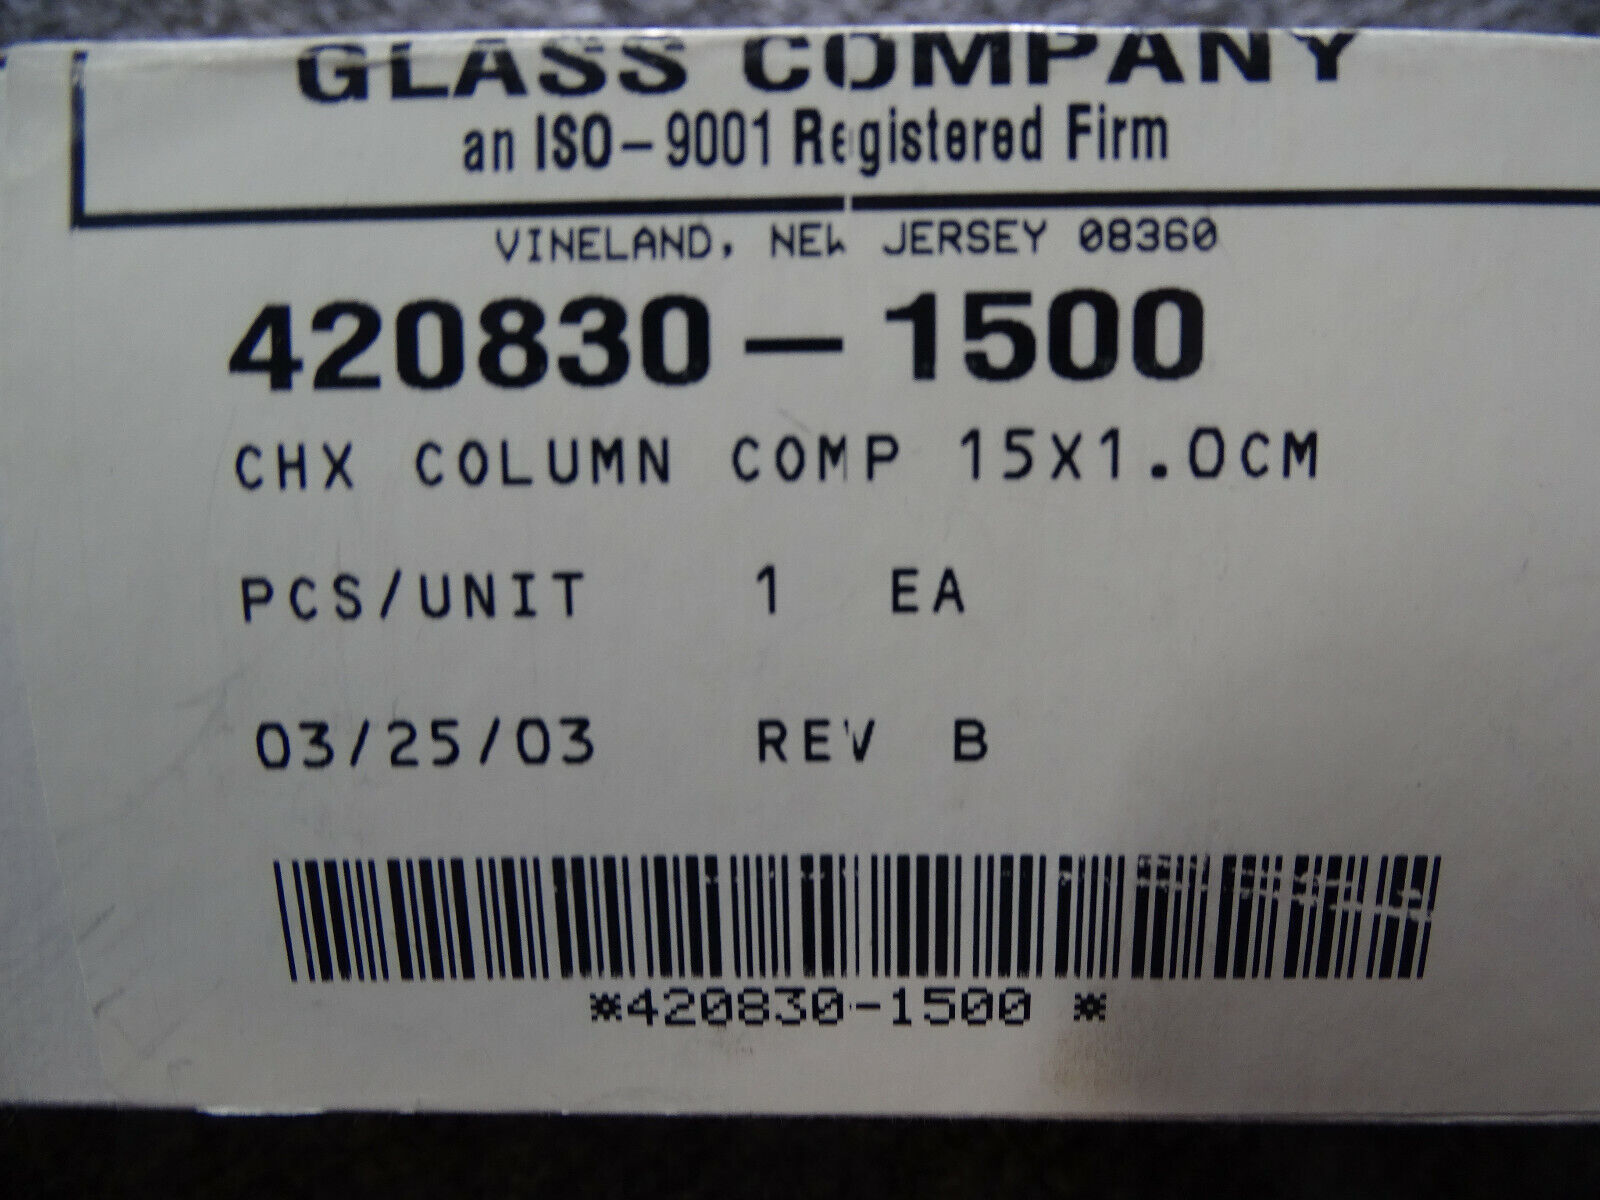 GLASS COMPANY
an ISO-9001 Registered Firm
VINELAND, NEW JERSEY 08360
420830-1500
CHX COLUMN COMP 15X1.0CM
PCS/UNIT 1 EA
03/25/03 REV B
*420830-1500 *